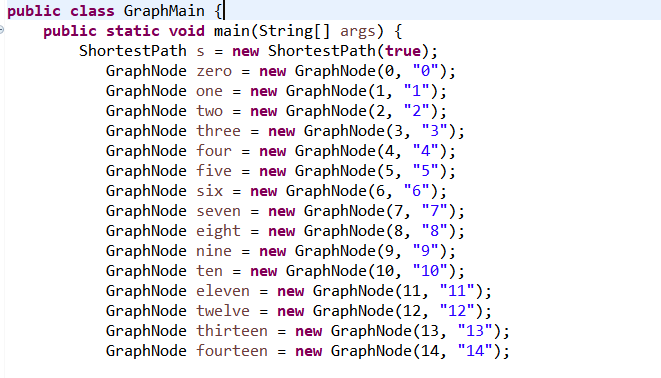 public class GraphMain {
public static void main(String[] args) {
ShortestPath s = new ShortestPath(true);
GraphNode zero = new GraphNode(0, "0");
GraphNode one = new GraphNode(1, "1");
GraphNode two = new GraphNode(2, "2");
GraphNode three = new GraphNode(3, "3");
GraphNode four = new GraphNode(4, "4");
GraphNode five = new GraphNode(5, "5");
GraphNode six = new GraphNode(6, "6");
GraphNode seven = new GraphNode(7, "7");
GraphNode eight = new GraphNode(8, "8");
GraphNode nine = new GraphNode(9, "9");
GraphNode ten = new GraphNode(10, "10");
GraphNode eleven = new GraphNode(11, "11");
GraphNode twelve = new GraphNode(12, "12");
GraphNode thirteen = new GraphNode(13, "13");
GraphNode fourteen = new GraphNode(14, "14");